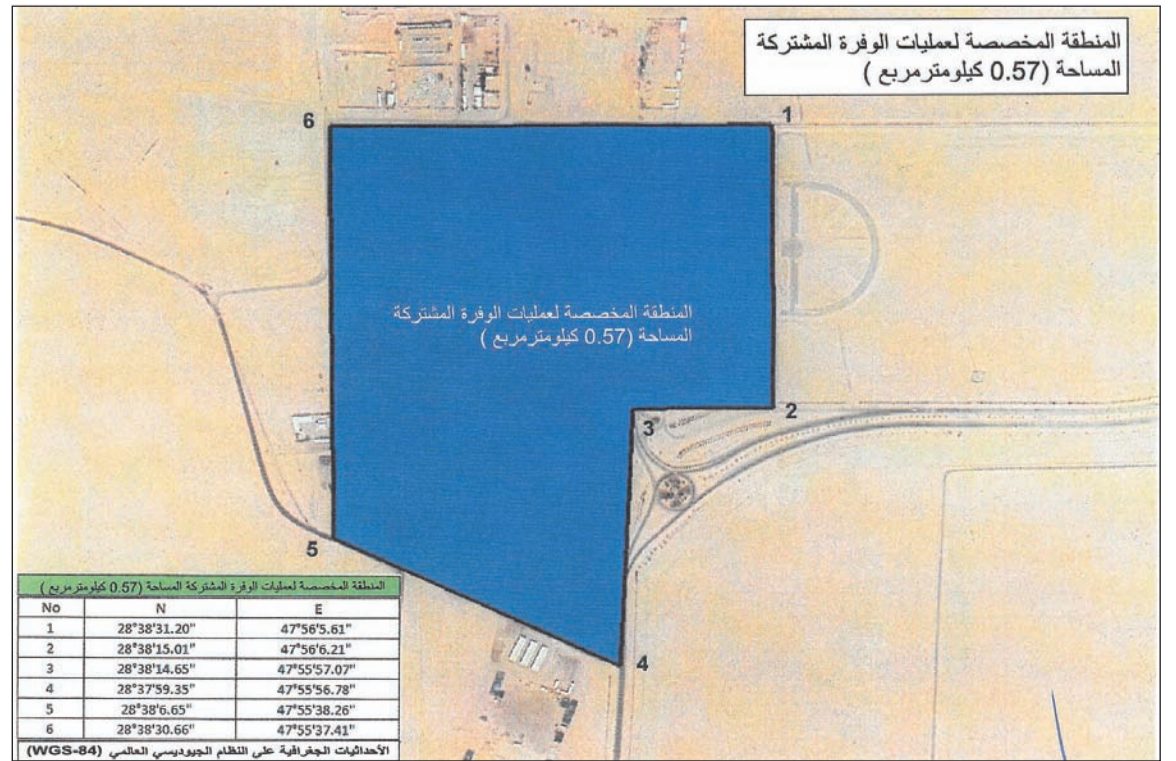 المنطقة المخصصة لعمليات الوفرة المشتركة
المساحة (0.57 كيلومترمربع )
6
1
المنطقة المخصصة لعمليات الوفرة المشتركة
المساحة (0.57 كيلومترمربع )
2
3
5
4
المنطقة المخصصة لعمليات الوفرة المشتركة المساحة (0.57 كيلومترمربع )
No N E
1 28°38'31.20" 47°56'5.61"
2 28°38'15.01" 47°56'6.21"
3 28°38'14.65" 47°55'57.07"
4 28°37'59.35" 47°55'56.78"
5 28°38'6.65" 47°55'38.26"
6 28°38'30.66" 47°55'37.41"
الأحداثيات الجغرافية على النظام الجيوديسي العالمي (WGS-84)